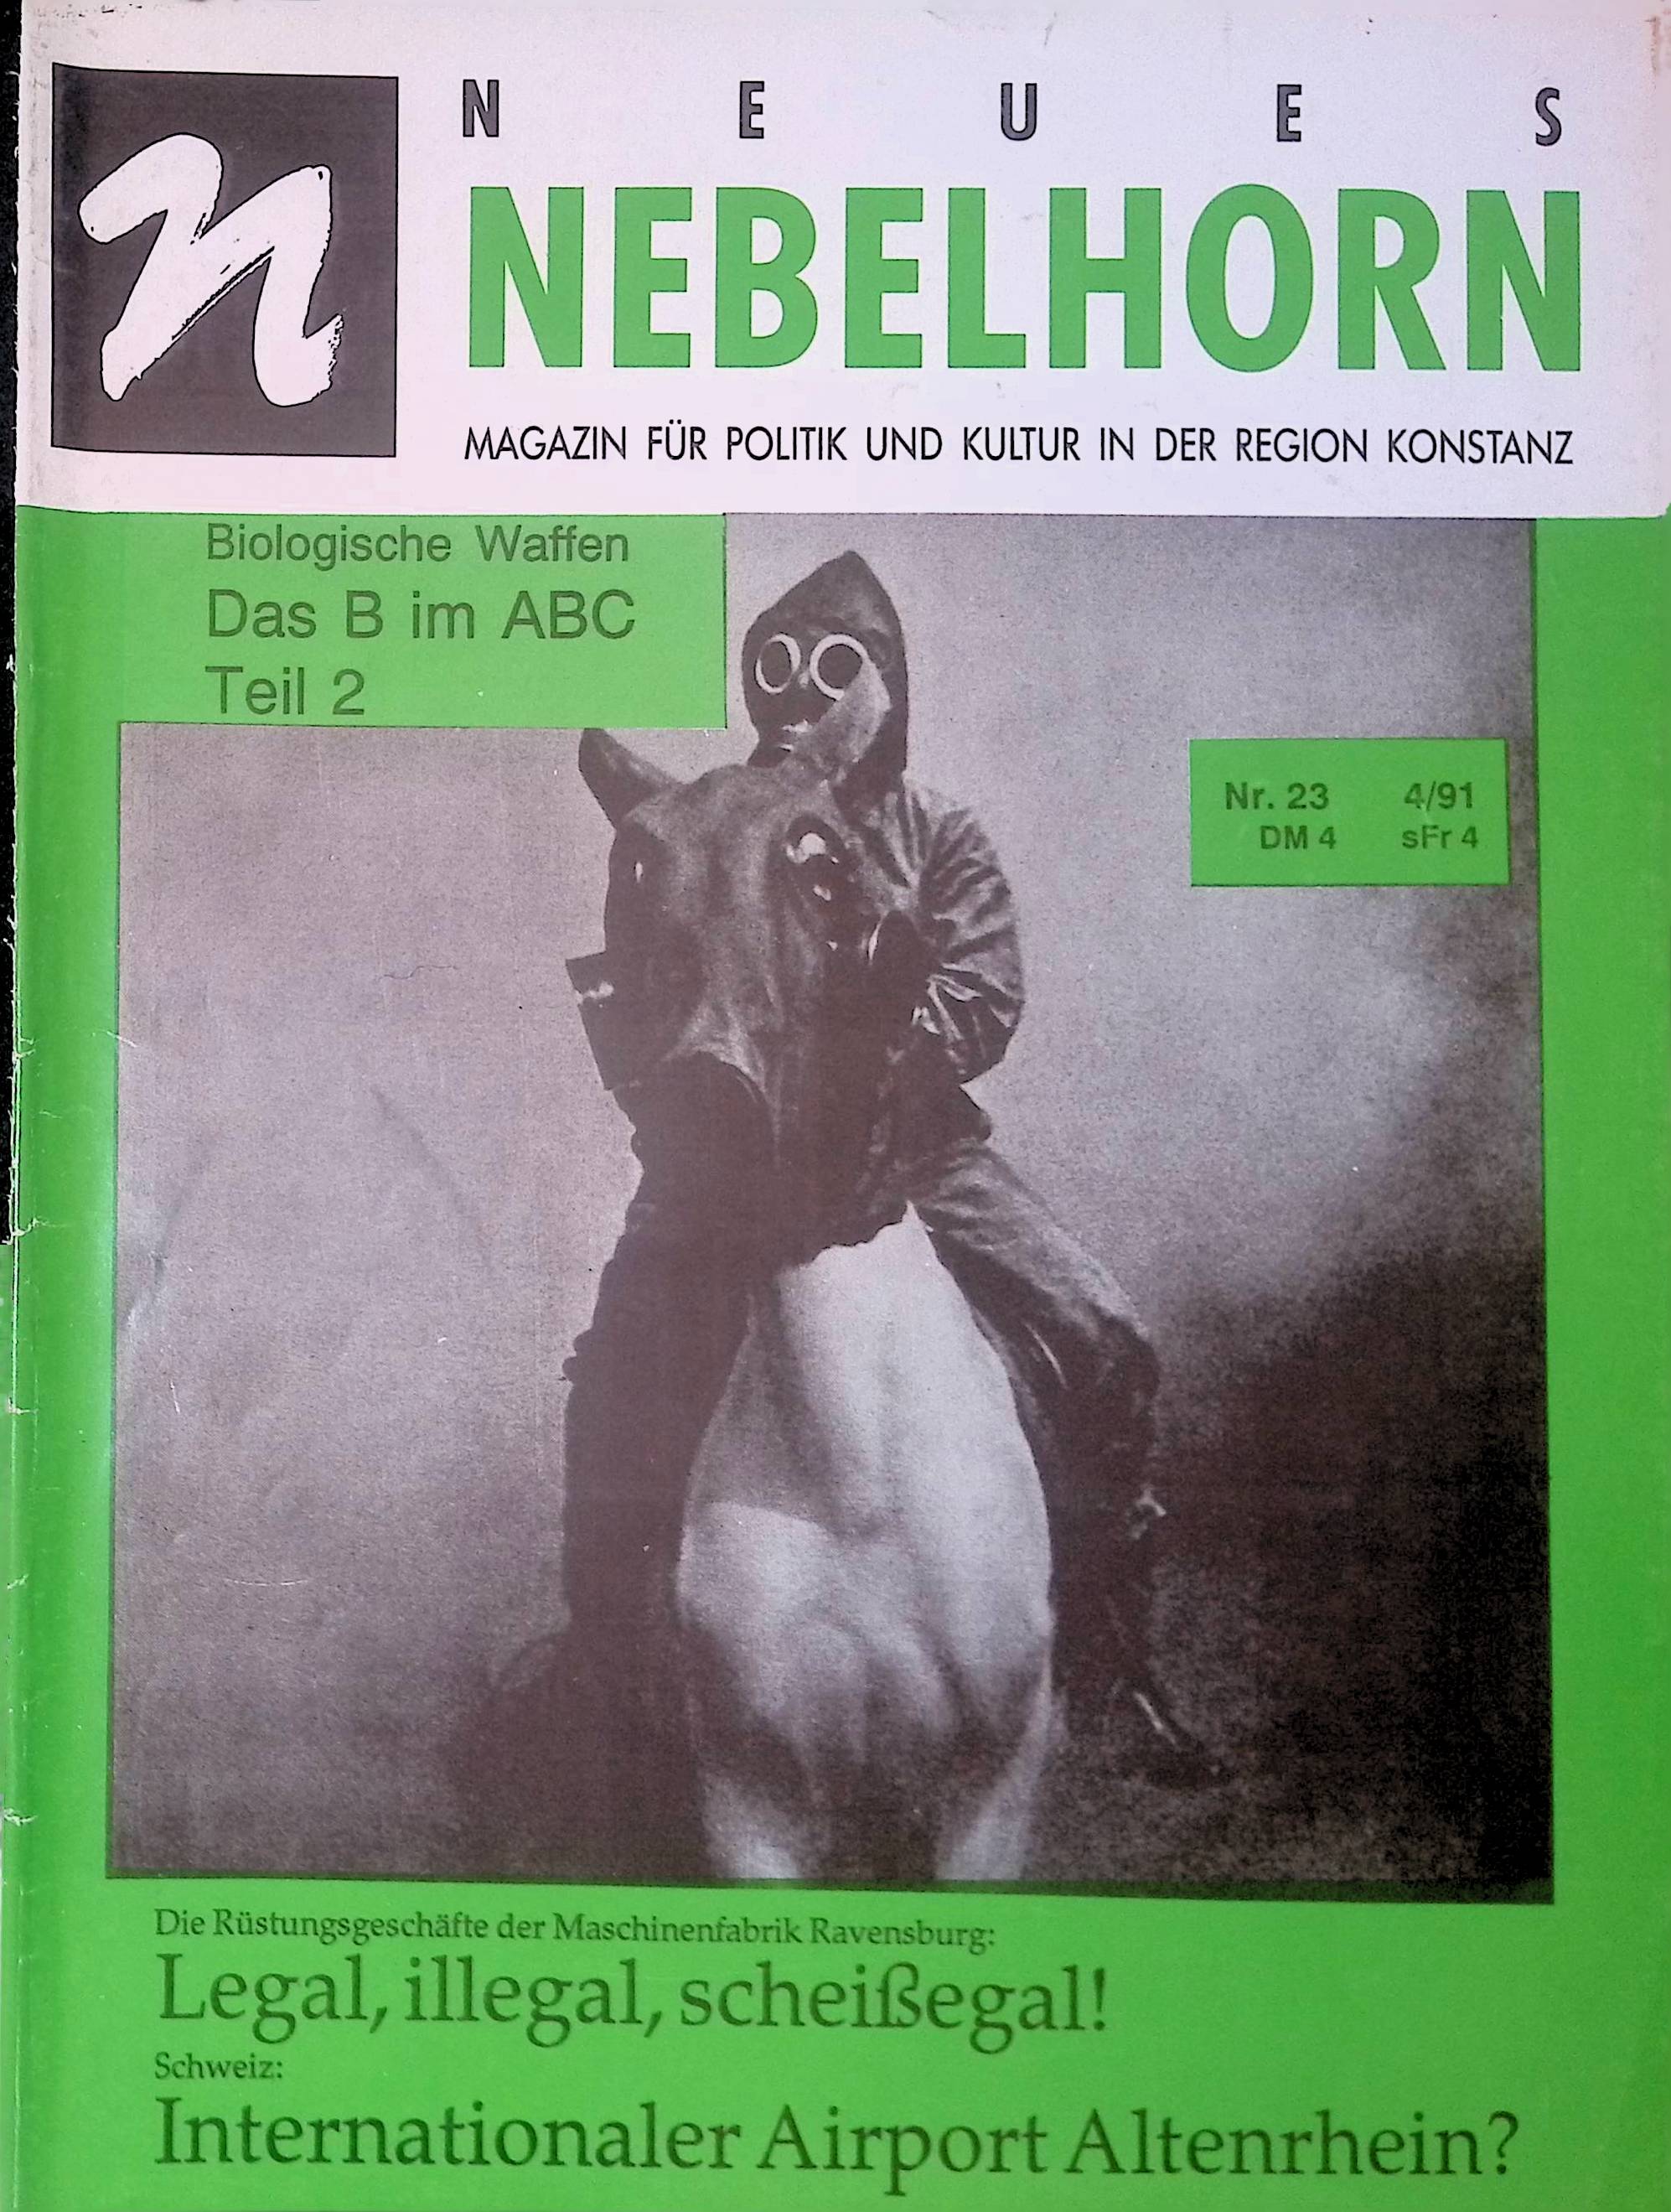 n
NEUES
NEBELHORN
MAGAZIN FÜR POLITIK UND KULTUR IN DER REGION KONSTANZ
Biologische Waffen
Das B im ABC
Teil 2
Nr. 23 4/91
DM 4 sFr 4
Die Rüstungsgeschäfte der Maschinenfabrik Ravensburg:
Legal, illegal, scheißegal!
Schweiz:
Internationaler Airport Altenrhein?